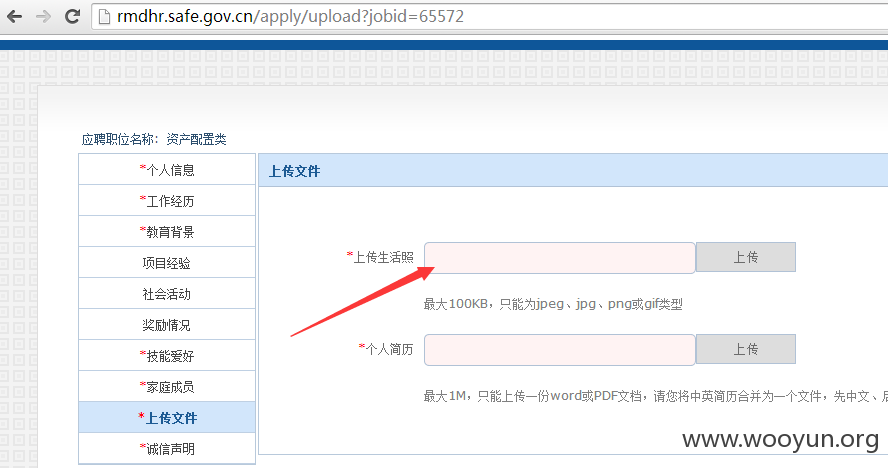 rmdhr.safe.gov.cn/apply/upload?jobid=65572
应聘职位名称：资产配置类
*个人信息
*工作经历
*教育背景
项目经验
社会活动
奖励情况
*技能爱好
*家庭成员
*上传文件
*诚信声明
上传文件
*上传生活照 上传
最大100KB，只能为jpeg、jpg、png或gif类型
*个人简历 上传
最大1M，只能上传一份word或PDF文档，请您将中英简历合并为一个文件，先中文、
www.wooyun.org